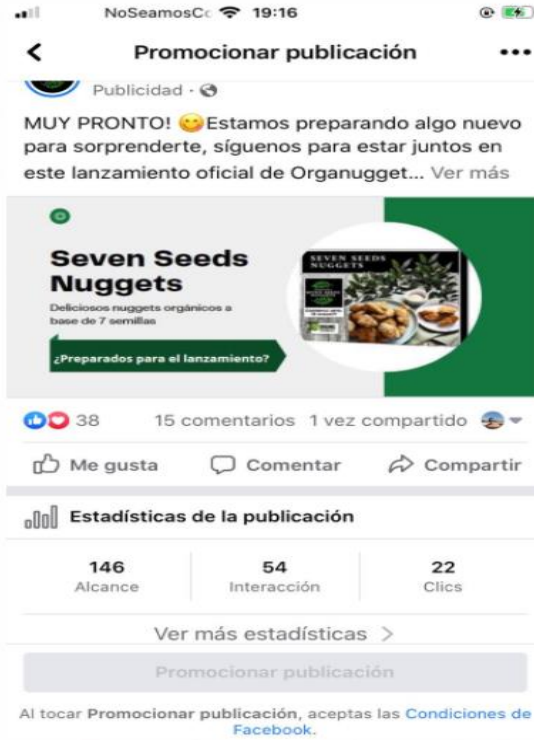 NoSeamosCo 19:16
Promocionar publicación
Publicidad
MUY PRONTO! 😋Estamos preparando algo nuevo
para sorprenderte, síguenos para estar juntos en
este lanzamiento oficial de Organugget... Ver más
Seven Seeds
Nuggets
Deliciosos nuggets orgánicos a
base de 7 semillas
¿Preparados para el lanzamiento?
SEVEN SEEDS
NUGGETS
38 15 comentarios 1 vez compartido
Me gusta Comentar Compartir
Estadísticas de la publicación
146 54 22
Alcance Interacción Clics
Ver más estadísticas >
Promocionar publicación
Al tocar Promocionar publicación, aceptas las Condiciones de
Facebook.